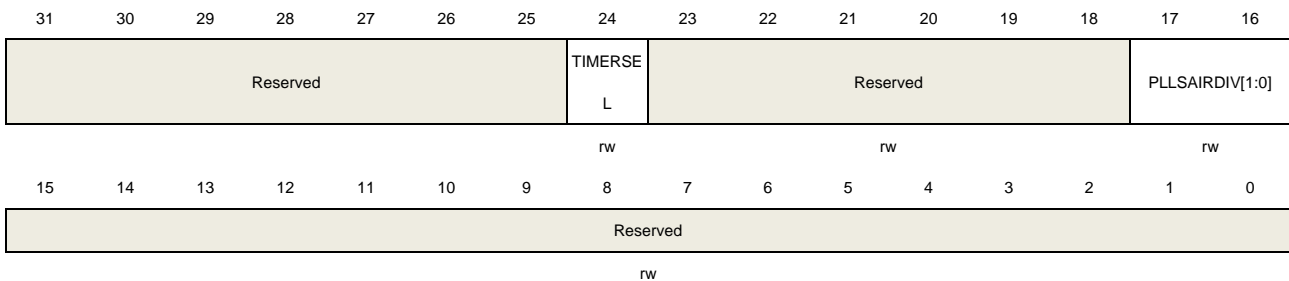 31 30 29 28 27 26 25 24 23 22 21 20 19 18 17 16
Reserved TIMERSE L Reserved PLLSAIRDIV[1:0]
rw rw rw
15 14 13 12 11 10 9 8 7 6 5 4 3 2 1 0
Reserved
rw